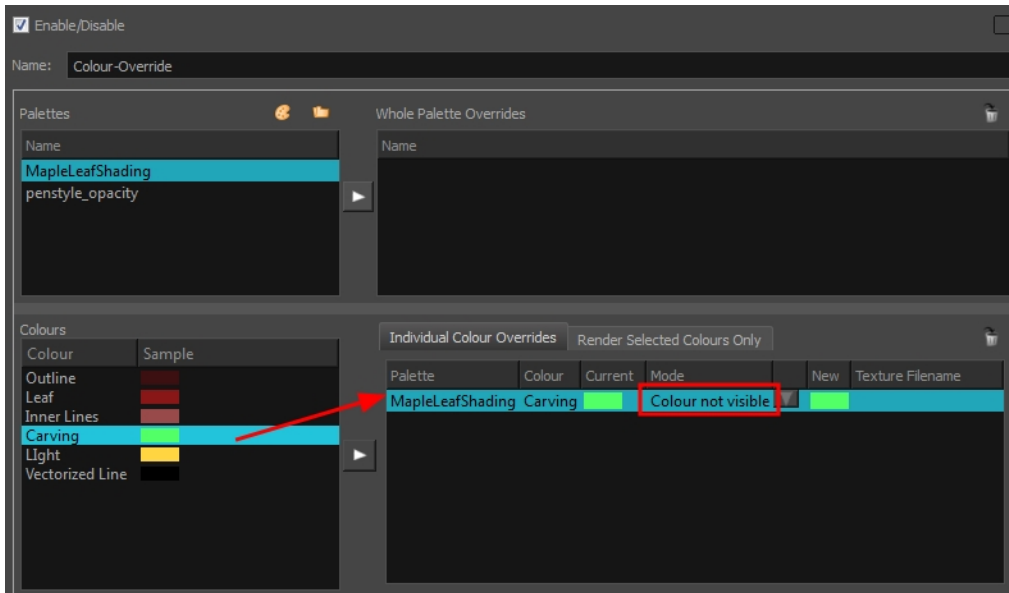 Enable/Disable
Name: Colour-Override
Palettes
Whole Palette Overrides
Name
Name
MapleLeafShading
penstyle_opacity
Colours
Colour Sample
Outline
Leaf
Inner Lines
Carving
LIght
Vectorized Line
Individual Colour Overrides Render Selected Colours Only
Palette Colour Current Mode New Texture Filename
MapleLeafShading Carving Colour not visible